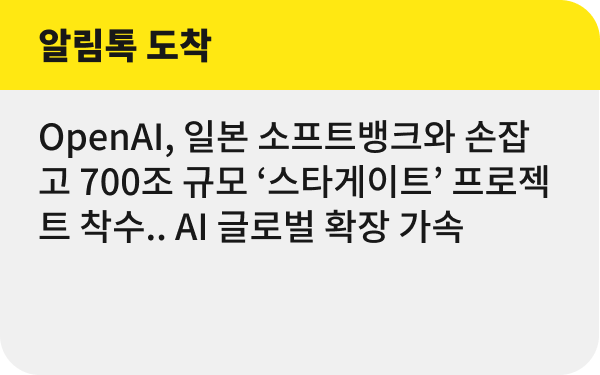 알림톡 도착
OpenAI, 일본 소프트뱅크와 손잡
고 700조 규모 ‘스타게이트’ 프로젝
트 착수.. AI 글로벌 확장 가속